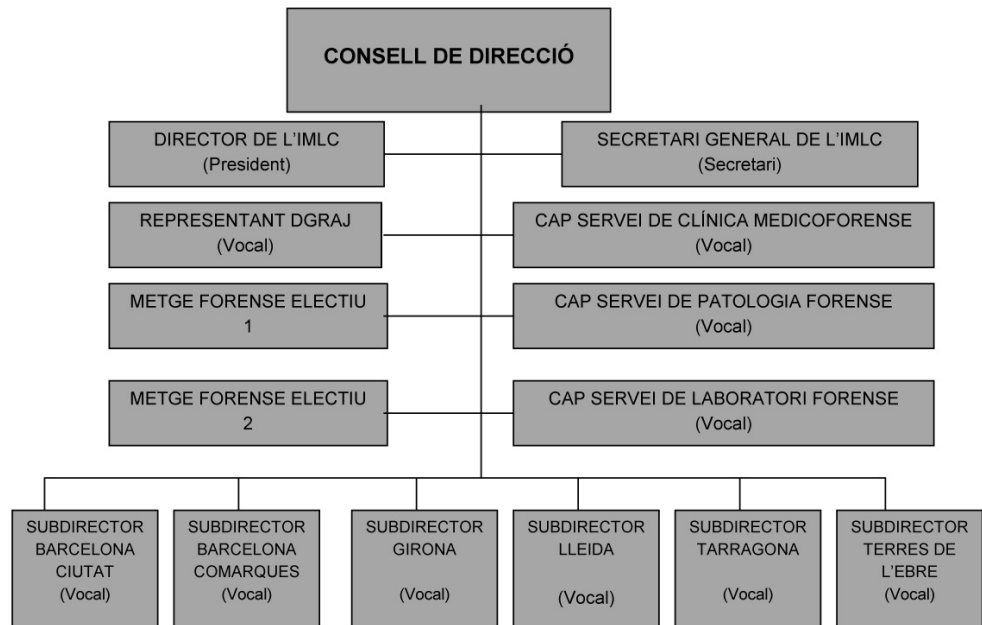 CONSELL DE DIRECCIÓ
DIRECTOR DE L'IMLC
(President)
SECRETARI GENERAL DE L'IMLC
(Secretari)
REPRESENTANT DGRAJ
(Vocal)
CAP SERVEI DE CLÍNICA MEDICOFORENSE
(Vocal)
METGE FORENSE ELECTIU
1
CAP SERVEI DE PATOLOGIA FORENSE
(Vocal)
METGE FORENSE ELECTIU
2
CAP SERVEI DE LABORATORI FORENSE
(Vocal)
SUBDIRECTOR
BARCELONA
CIUTAT
(Vocal)
SUBDIRECTOR
BARCELONA
COMARQUES
(Vocal)
SUBDIRECTOR
GIRONA
(Vocal)
SUBDIRECTOR
LLEIDA
(Vocal)
SUBDIRECTOR
TARRAGONA
(Vocal)
SUBDIRECTOR
TERRES DE
L'EBRE
(Vocal)